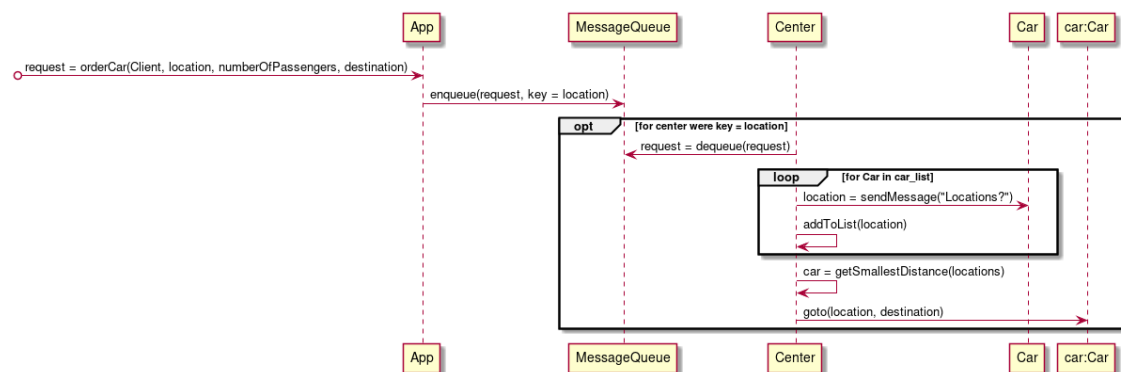 App MessageQueue Center Car car:Car
request = orderCar(Client, location, numberOfPassengers, destination)
enqueue(request, key = location)
opt [for center were key = location]
request = dequeue(request)
loop [for Car in car_list]
location = sendMessage("Locations?")
addToList(location)
car = getSmallestDistance(locations)
goto(location, destination)
App MessageQueue Center Car car:Car